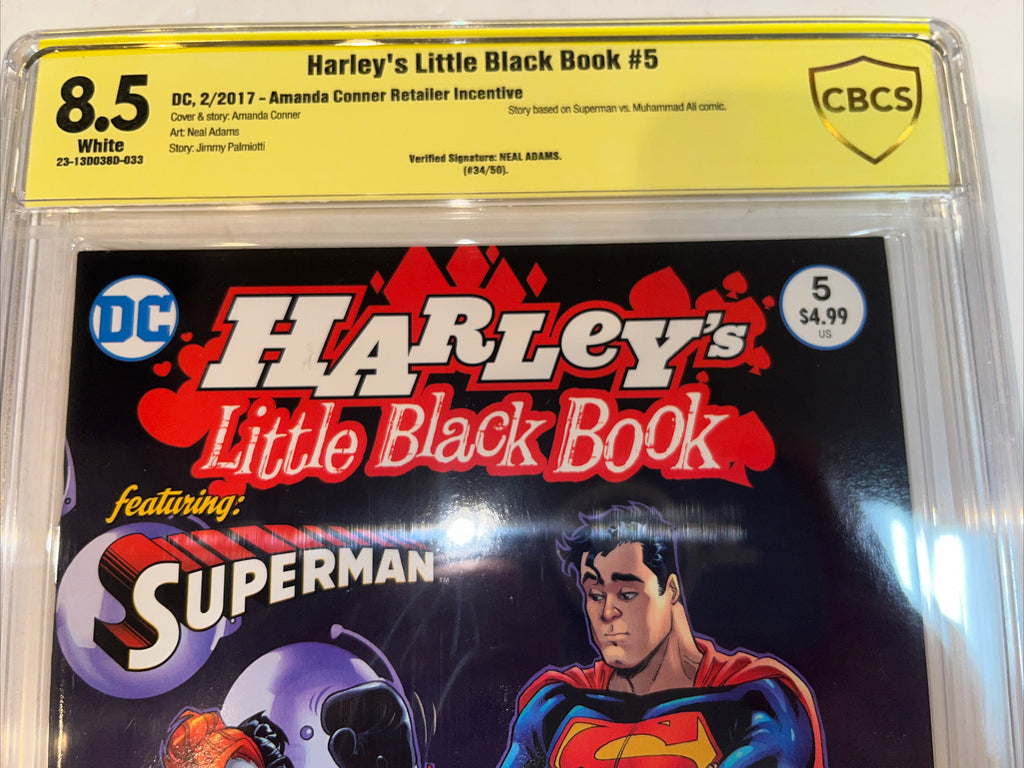 Harley's Little Black Book #5
8.5
White
23-13D038D-033
DC, 2/2017 - Amanda Conner Retailer Incentive
Cover & story: Amanda Conner
Art: Neal Adams
Story: Jimmy Palmiotti
Story based on Superman vs. Muhammad Ali comic.
Verified Signature: NEAL ADAMS.
(#34/50).
CBCS
DC
HARLEY's
Little Black Book
5
$4.99
US
featuring:
SUPERMAN™
S